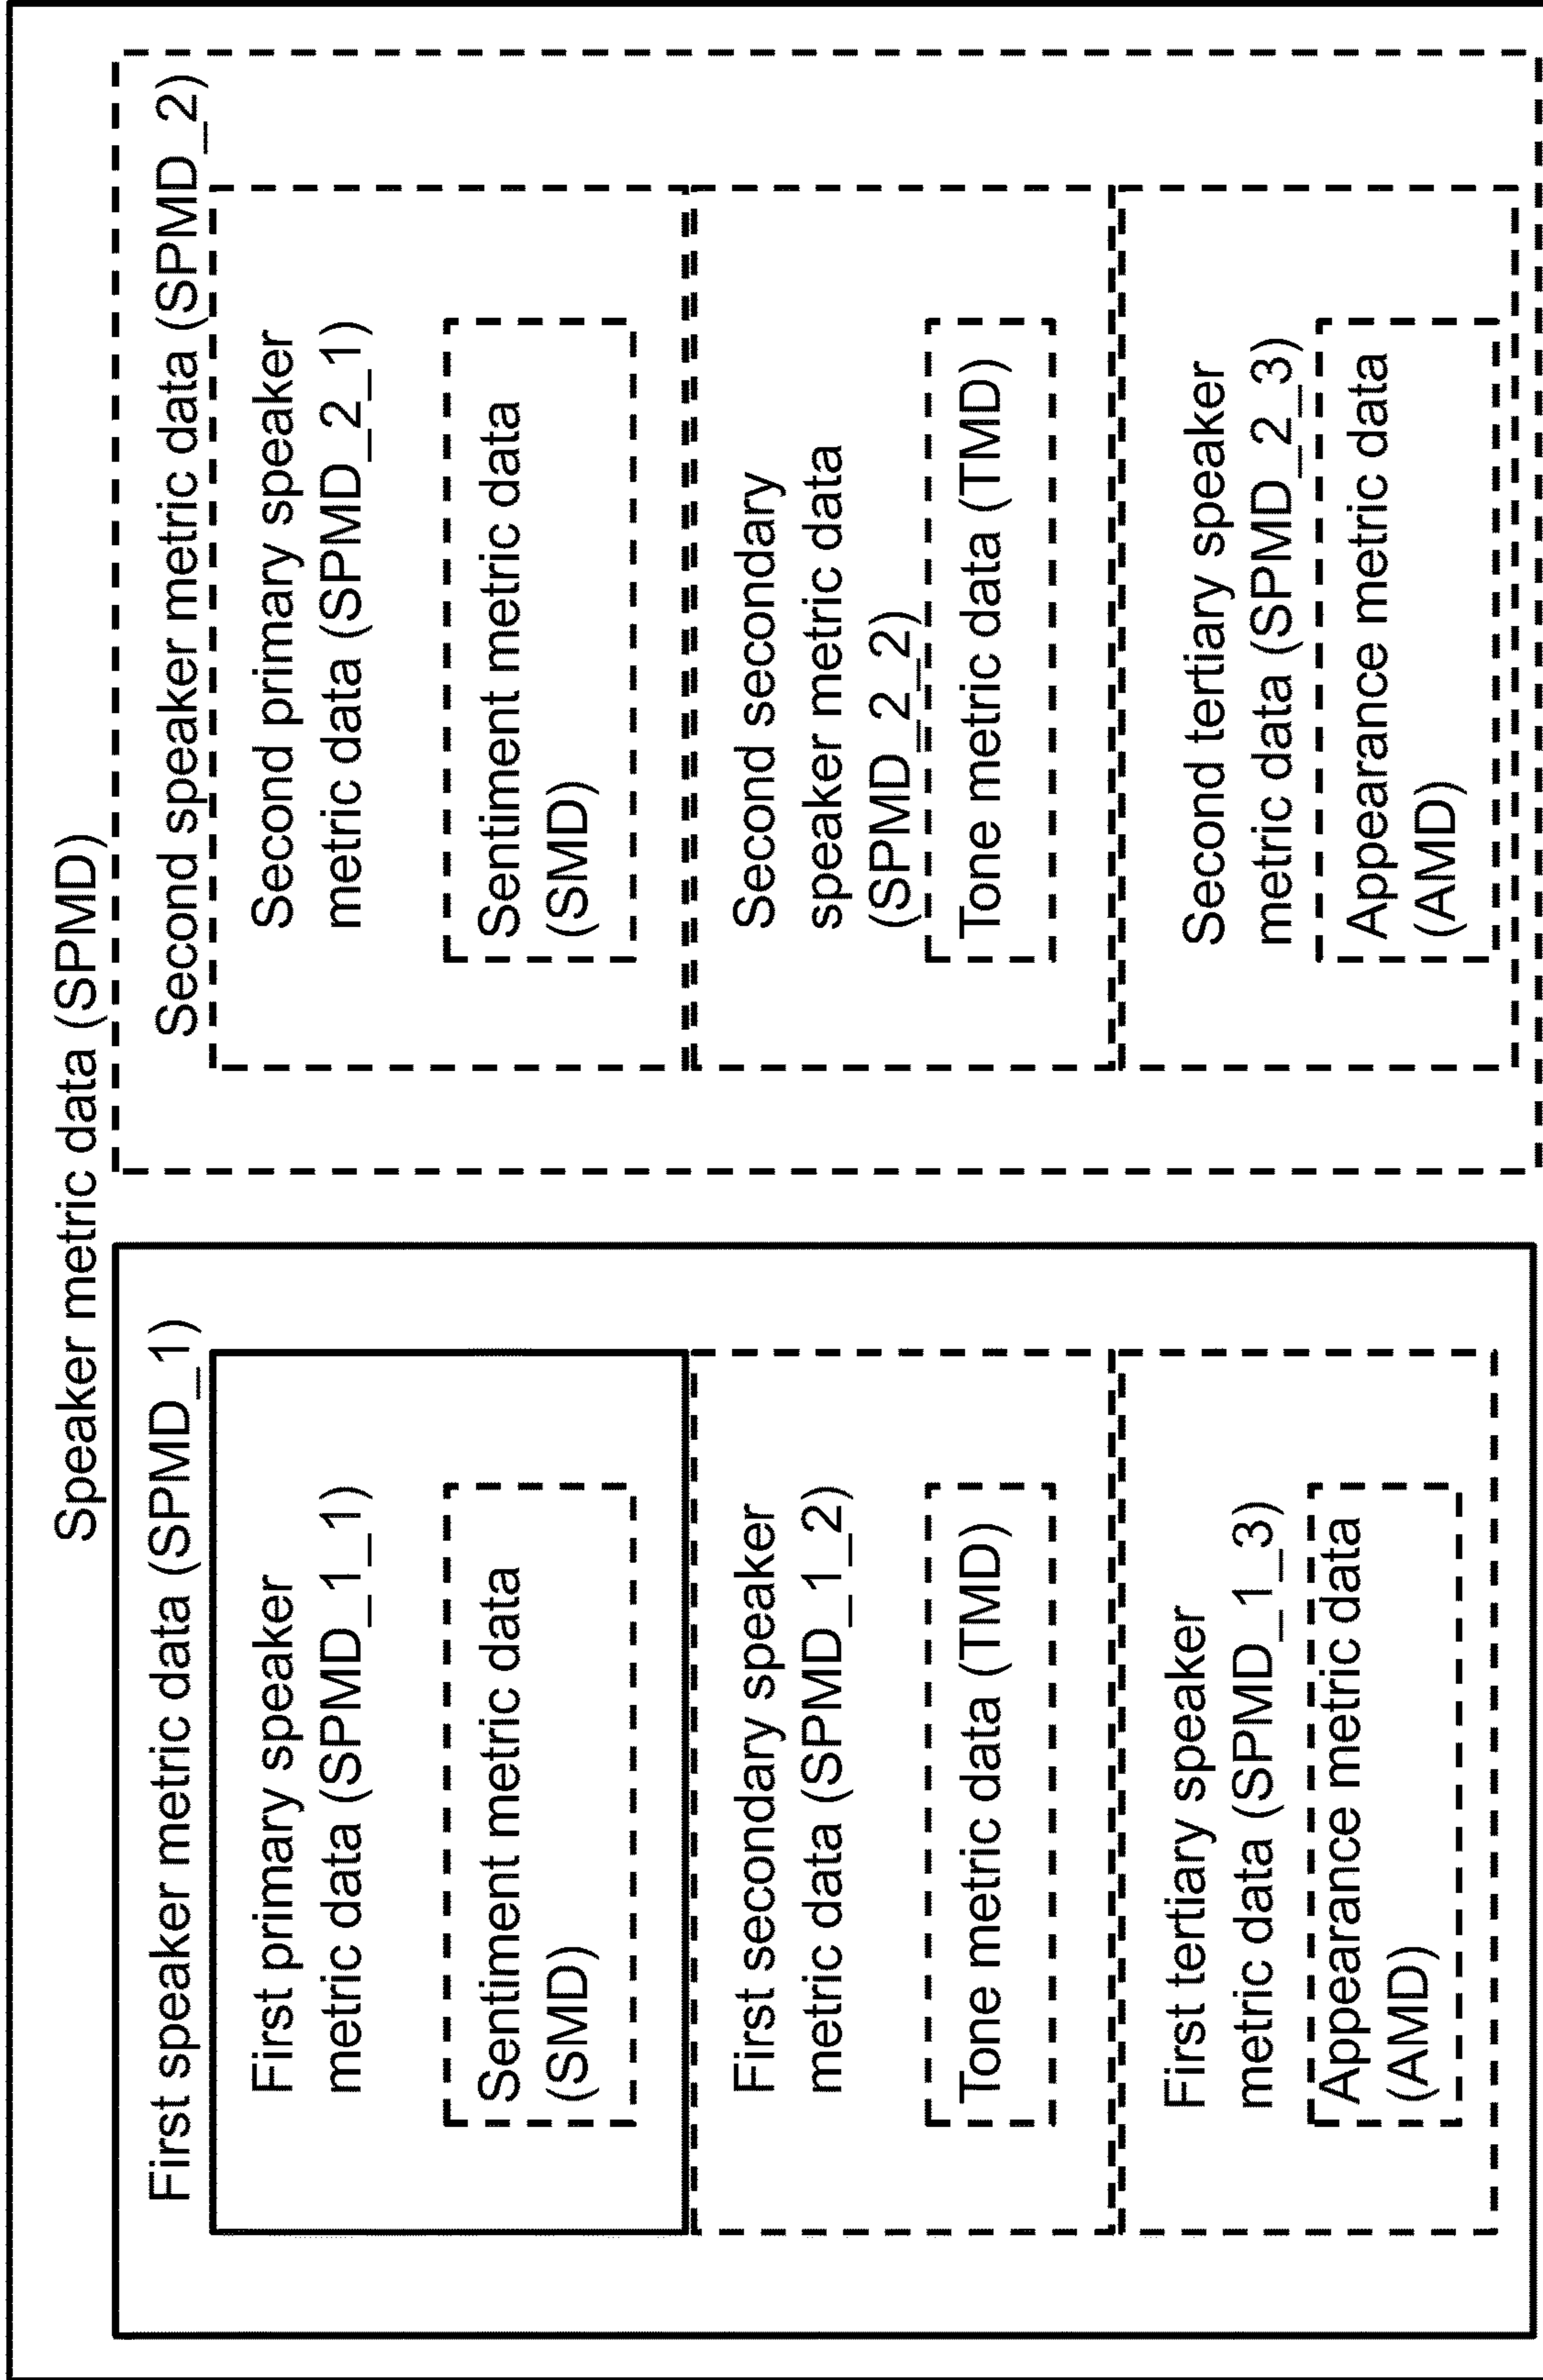 Speaker metric data (SPMD)
First speaker metric data (SPMD_1)
First primary speaker
metric data (SPMD_1_1)
Sentiment metric data
(SMD)
First secondary speaker
metric data (SPMD_1_2)
Tone metric data (TMD)
First tertiary speaker
metric data (SPMD_1_3)
Appearance metric data
(AMD)
Second speaker metric data (SPMD_2)
Second primary speaker
metric data (SPMD_2_1)
Sentiment metric data
(SMD)
Second secondary
speaker metric data
(SPMD_2_2)
Tone metric data (TMD)
Second tertiary speaker
metric data (SPMD_2_3)
Appearance metric data
(AMD)